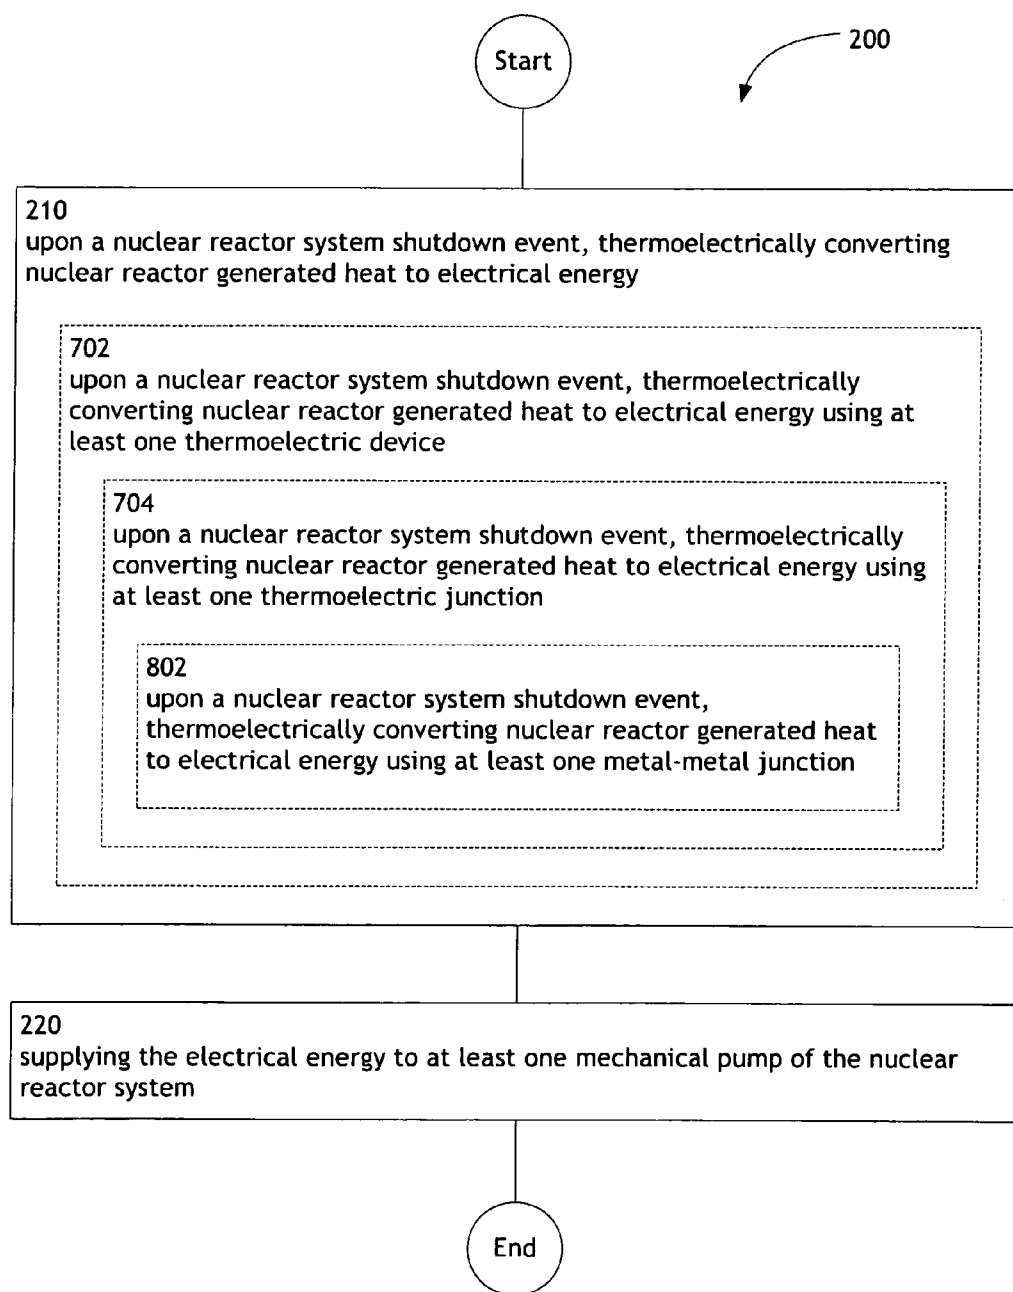 Start
200
210
upon a nuclear reactor system shutdown event, thermoelectrically converting
nuclear reactor generated heat to electrical energy
702
upon a nuclear reactor system shutdown event, thermoelectrically
converting nuclear reactor generated heat to electrical energy using at
least one thermoelectric device
704
upon a nuclear reactor system shutdown event, thermoelectrically
converting nuclear reactor generated heat to electrical energy using
at least one thermoelectric junction
802
upon a nuclear reactor system shutdown event,
thermoelectrically converting nuclear reactor generated heat
to electrical energy using at least one metal-metal junction
220
supplying the electrical energy to at least one mechanical pump of the nuclear
reactor system
End